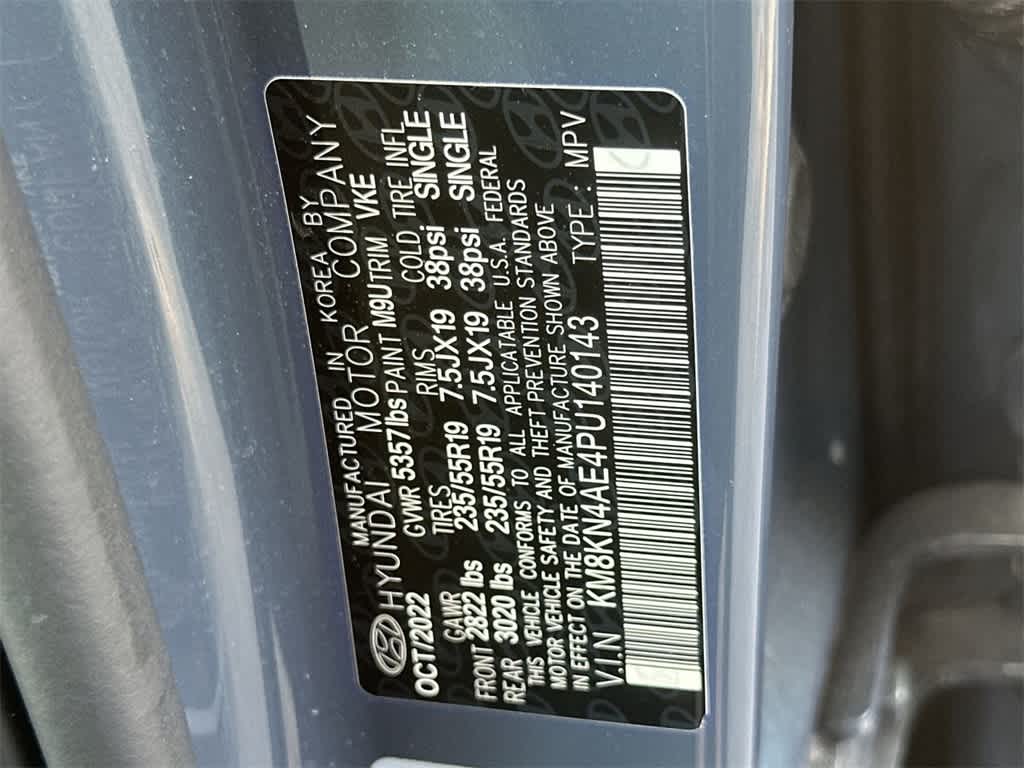 MANUFACTURED IN KOREA BY
HYUNDAI MOTOR COMPANY
OCT/2022 GVWR 5357lbs PAINT M9U TRIM VKE
GAWR TIRES RIMS COLD TIRE INFL
FRONT 2822 lbs 235/55R19 7.5JX19 38psi SINGLE
REAR 3020 lbs 235/55R19 7.5JX19 38psi SINGLE
THIS VEHICLE CONFORMS TO ALL APPLICATABLE U.S.A. FEDERAL
MOTOR VEHICLE SAFETY AND THEFT PREVENTION STANDARDS
IN EFFECT ON THE DATE OF MANUFACTURE SHOWN ABOVE
V.I.N KM8KN4AE4PU140143 TYPE : MPV